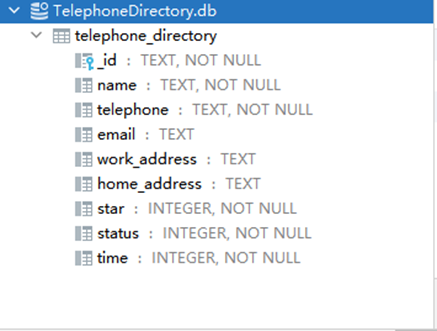 TelephoneDirectory.db
telephone_directory
_id : TEXT, NOT NULL
name : TEXT, NOT NULL
telephone : TEXT, NOT NULL
email : TEXT
work_address : TEXT
home_address : TEXT
star : INTEGER, NOT NULL
status : INTEGER, NOT NULL
time : INTEGER, NOT NULL